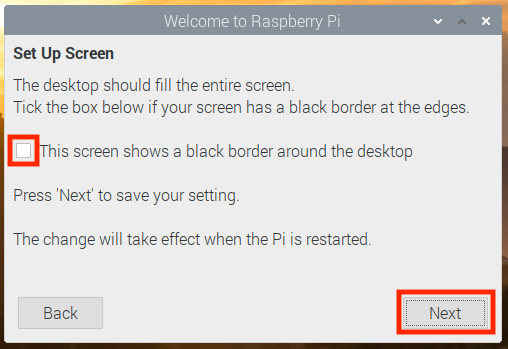 Welcome to Raspberry Pi
Set Up Screen
The desktop should fill the entire screen.
Tick the box below if your screen has a black border at the edges.
This screen shows a black border around the desktop
Press 'Next' to save your setting.
The change will take effect when the Pi is restarted.
Back
Next